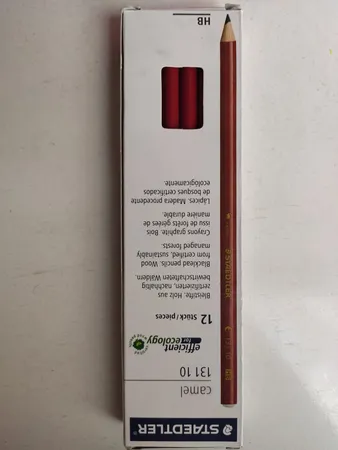 STAEDTLER
camel
131 10
efficient
for ecology
12 Stück/pieces
Bleistifte. Holz aus
zertifizierten, nachhaltig
bewirtschafteten Wäldern.
Blacklead pencils. Wood
from certified, sustainably
managed forests.
Crayons graphite. Bois
issu de forêts gérées de
manière durable.
Lápices. Madera procedente
de bosques certificados
ecológicamente.
HB
STAEDTLER